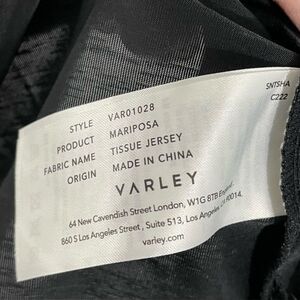 STYLE VAR01028
PRODUCT MARIPOSA
FABRIC NAME TISSUE JERSEY
ORIGIN MADE IN CHINA
VARLEY
64 New Cavendish Street London, W1G 8TB
860 S Los Angeles Street, Suite 513, Los Angeles
varley.com
SNTSHA
C222